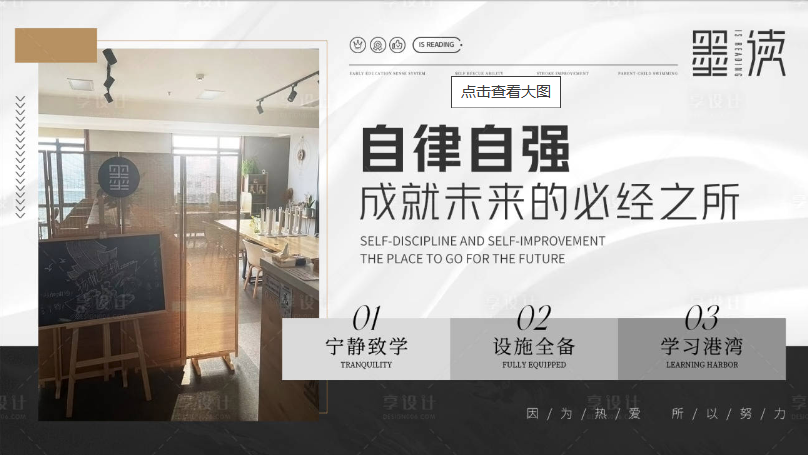 IS READING
墨读
IS READING
EARLY EDUCATION SENSE SYSTEM
SELF RESCUE ABILITY
STROKE IMPROVEMENT
PARENT CHILD SWIMMING
点击查看大图
自律自强
成就未来的必经之所
SELF-DISCIPLINE AND SELF-IMPROVEMENT
THE PLACE TO GO FOR THE FUTURE
墨
01
宁静致学
TRANQUILITY
02
设施全备
FULLY EQUIPPED
03
学习港湾
LEARNING HARBOR
因/为/热/爱 所/以/努/力
享设计